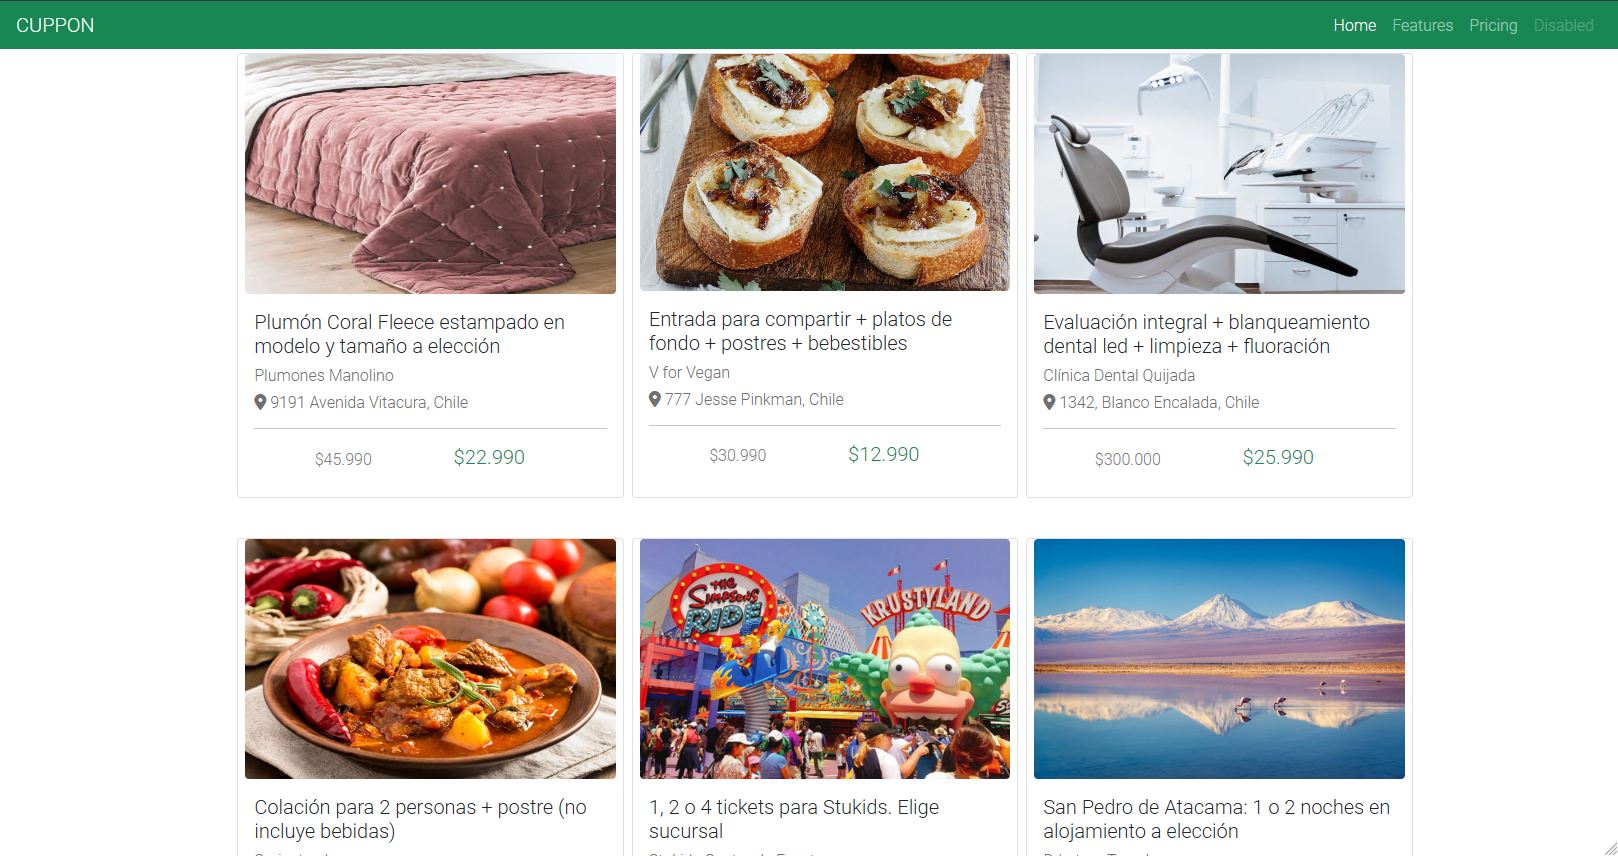 CUPPON
Home Features Pricing Disabled
Plumón Coral Fleece estampado en
modelo y tamaño a elección
Plumones Manolino
9191 Avenida Vitacura, Chile
$45.990 $22.990
Entrada para compartir + platos de
fondo + postres + bebestibles
V for Vegan
777 Jesse Pinkman, Chile
$30.990 $12.990
Evaluación integral + blanqueamiento
dental led + limpieza + fluoración
Clínica Dental Quijada
1342, Blanco Encalada, Chile
$300.000 $25.990
Colación para 2 personas + postre (no
incluye bebidas)
THE
SIMPSONS
RIDE
KRUSTYLAND
1, 2 o 4 tickets para Stukids. Elige
sucursal
San Pedro de Atacama: 1 o 2 noches en
alojamiento a elección